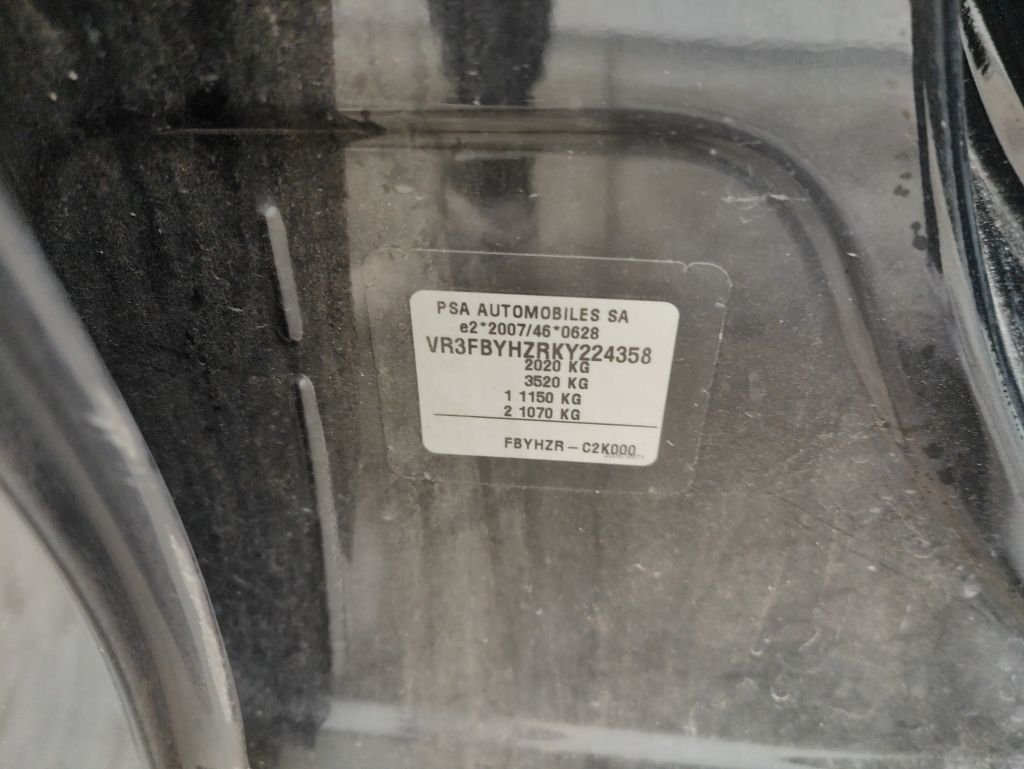 PSA AUTOMOBILES SA
e2*2007/46*0628
VR3FBYHZRKY224358
2020 KG
3520 KG
1 1150 KG
2 1070 KG
FBYHZR - C2K000